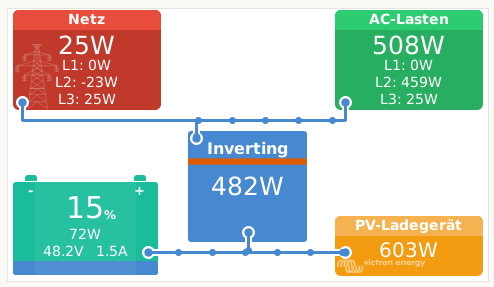 Netz
25W
L1: 0W
L2: -23W
L3: 25W
AC-Lasten
508W
L1: 0W
L2: 459W
L3: 25W
Inverting
482W
- +
15%
72W
48.2V 1.5A
PV-Ladegerät
603W
victron energy